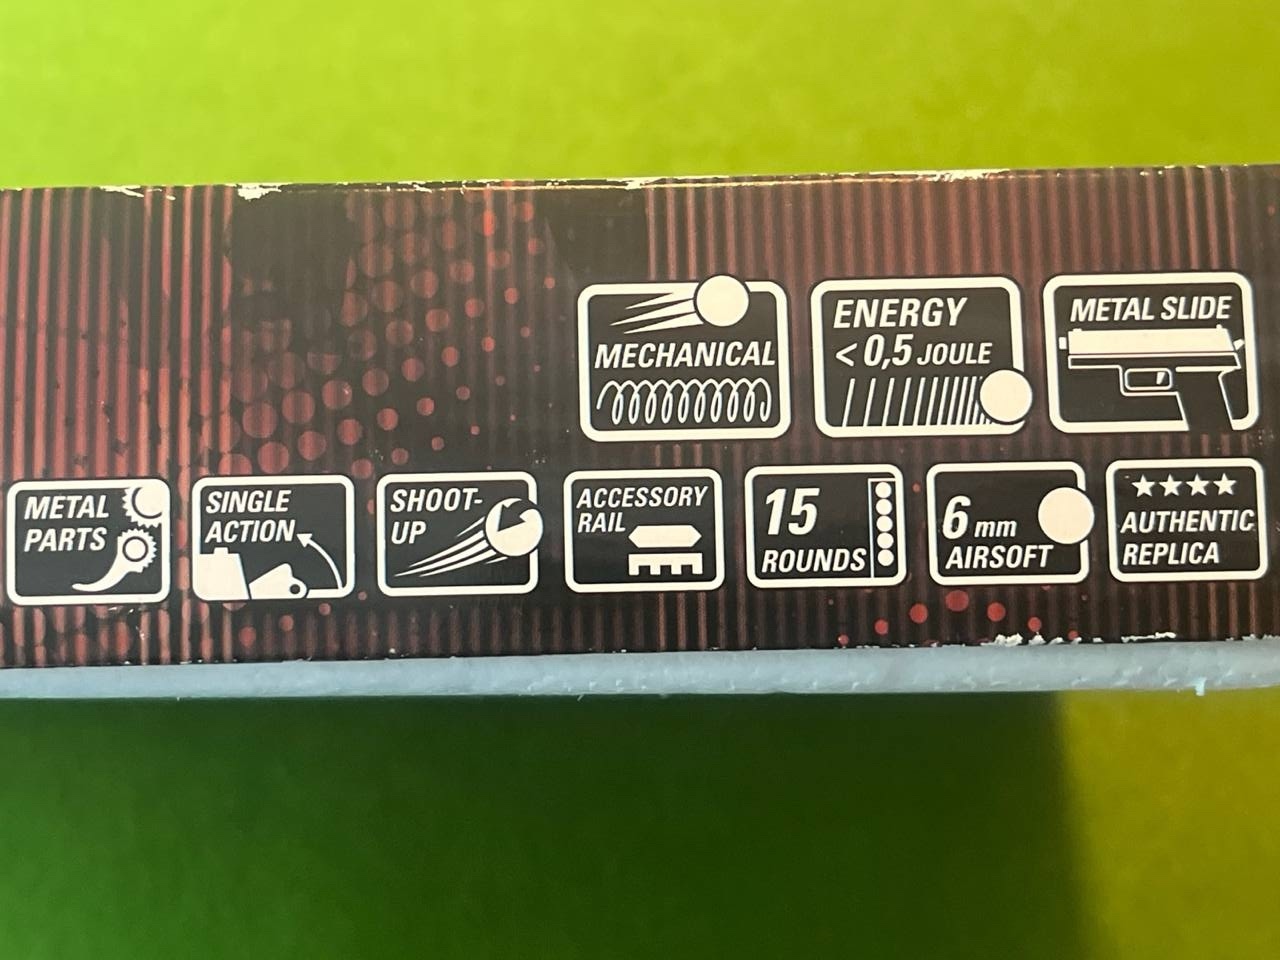 MECHANICAL
ENERGY
< 0,5 JOULE
METAL SLIDE
METAL
PARTS
SINGLE
ACTION
SHOOT-
UP
ACCESSORY
RAIL
15
ROUNDS
6 mm
AIRSOFT
AUTHENTIC
REPLICA